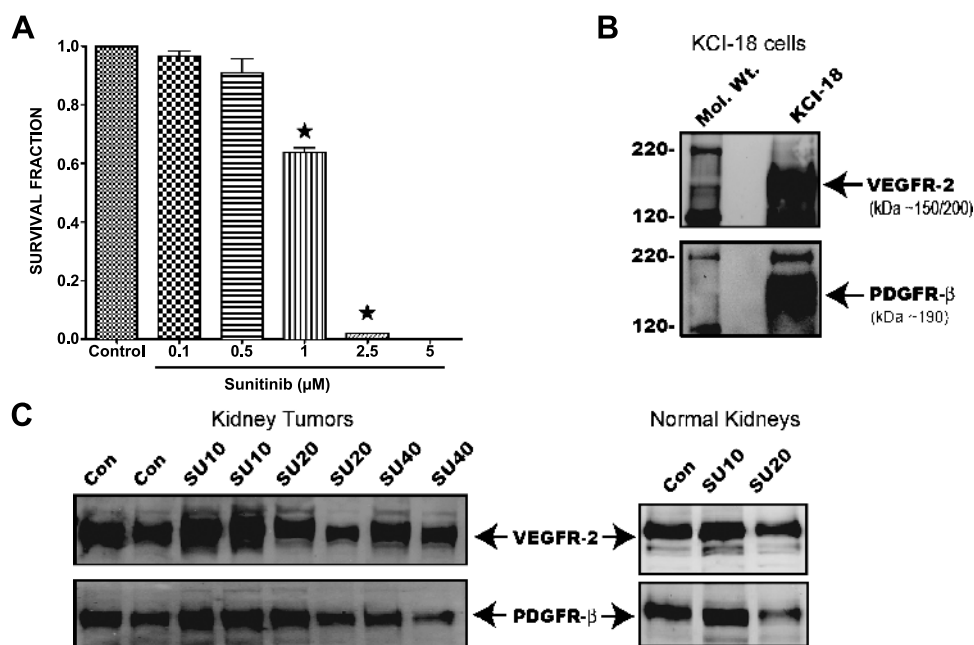 A
SURVIVAL FRACTION
1.0
0.8
0.6
0.4
0.2
0.0
Control 0.1 0.5 1 2.5 5
Sunitinib (µM)
B
KCI-18 cells
Mol. Wt. KCI-18
220-
120-
VEGFR-2
(kDa ~150/200)
220-
120-
PDGFR-β
(kDa ~190)
C
Kidney Tumors
Con Con SU10 SU10 SU20 SU20 SU40 SU40
Normal Kidneys
Con SU10 SU20
VEGFR-2
PDGFR-β